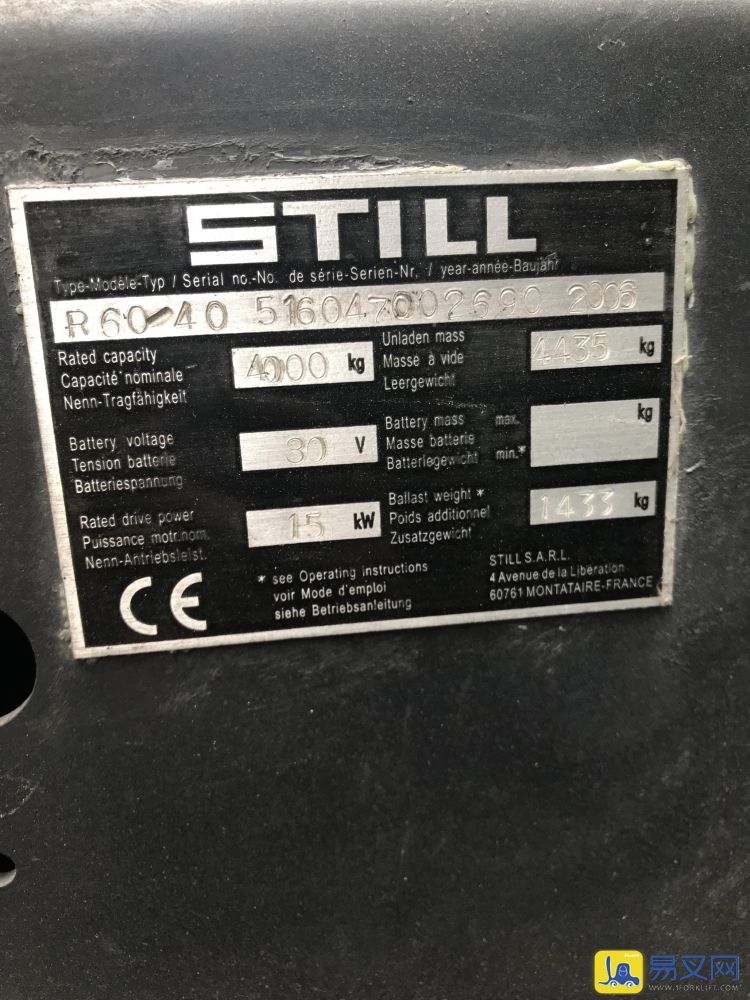 STILL
Type-Modèle-Typ / Serial no.-No. de série-Serien-Nr. / year-année-Baujahr
R60-40 516047002690 2006
Rated capacity
Capacité nominale
Nenn-Tragfähigkeit
4000 kg
Unladen mass
Masse à vide
Leergewicht
4435 kg
Battery voltage
Tension batterie
Batteriespannung
80 V
Battery mass max.
Masse batterie
Batteriegewicht min.*
kg
Rated drive power
Puissance motr.nom.
Nenn-Antriebsleist.
15 kW
Ballast weight *
Poids additionnel
Zusatzgewicht
1433 kg
CE
* see Operating instructions
voir Mode d'emploi
siehe Betriebsanleitung
STILL S.A.R.L.
4 Avenue de la Libération
60761 MONTATAIRE-FRANCE
易叉网
WWW.1FORKLIFT.COM